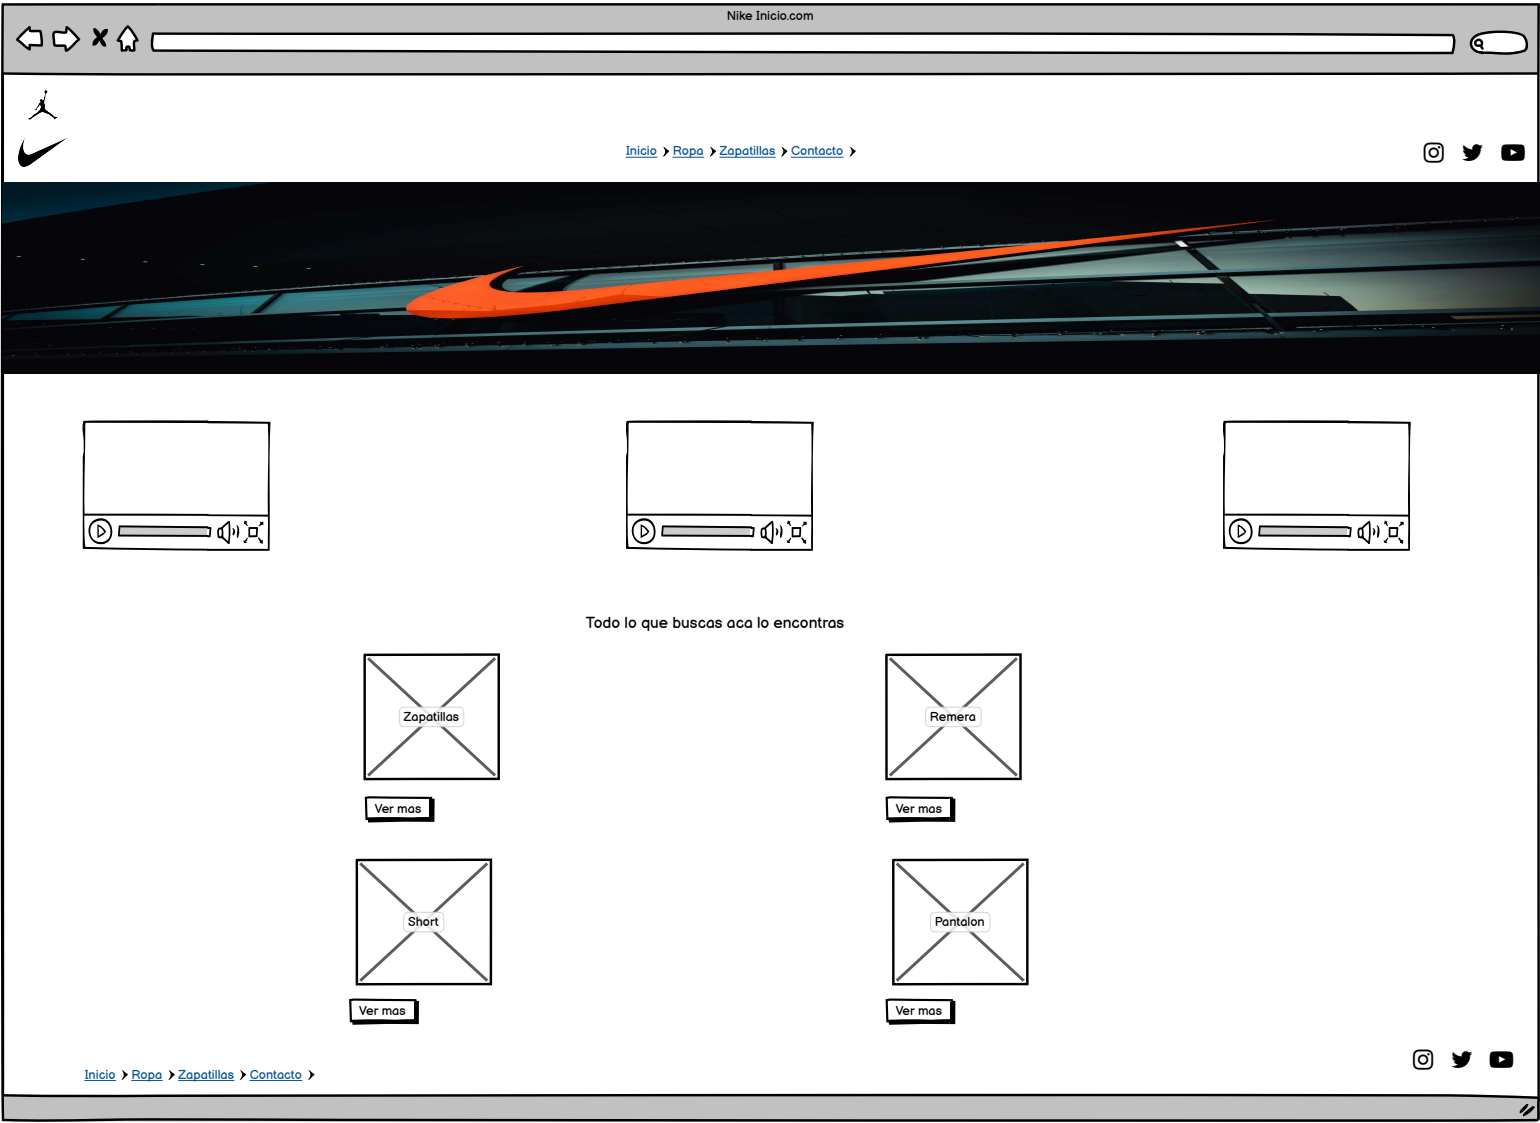 Nike Inicio.com
Inicio Ropa Zapatillas Contacto
Todo lo que buscas aca lo encontras
Zapatillas
Remera
Ver mas
Ver mas
Short
Pantalon
Ver mas
Ver mas
Inicio Ropa Zapatillas Contacto